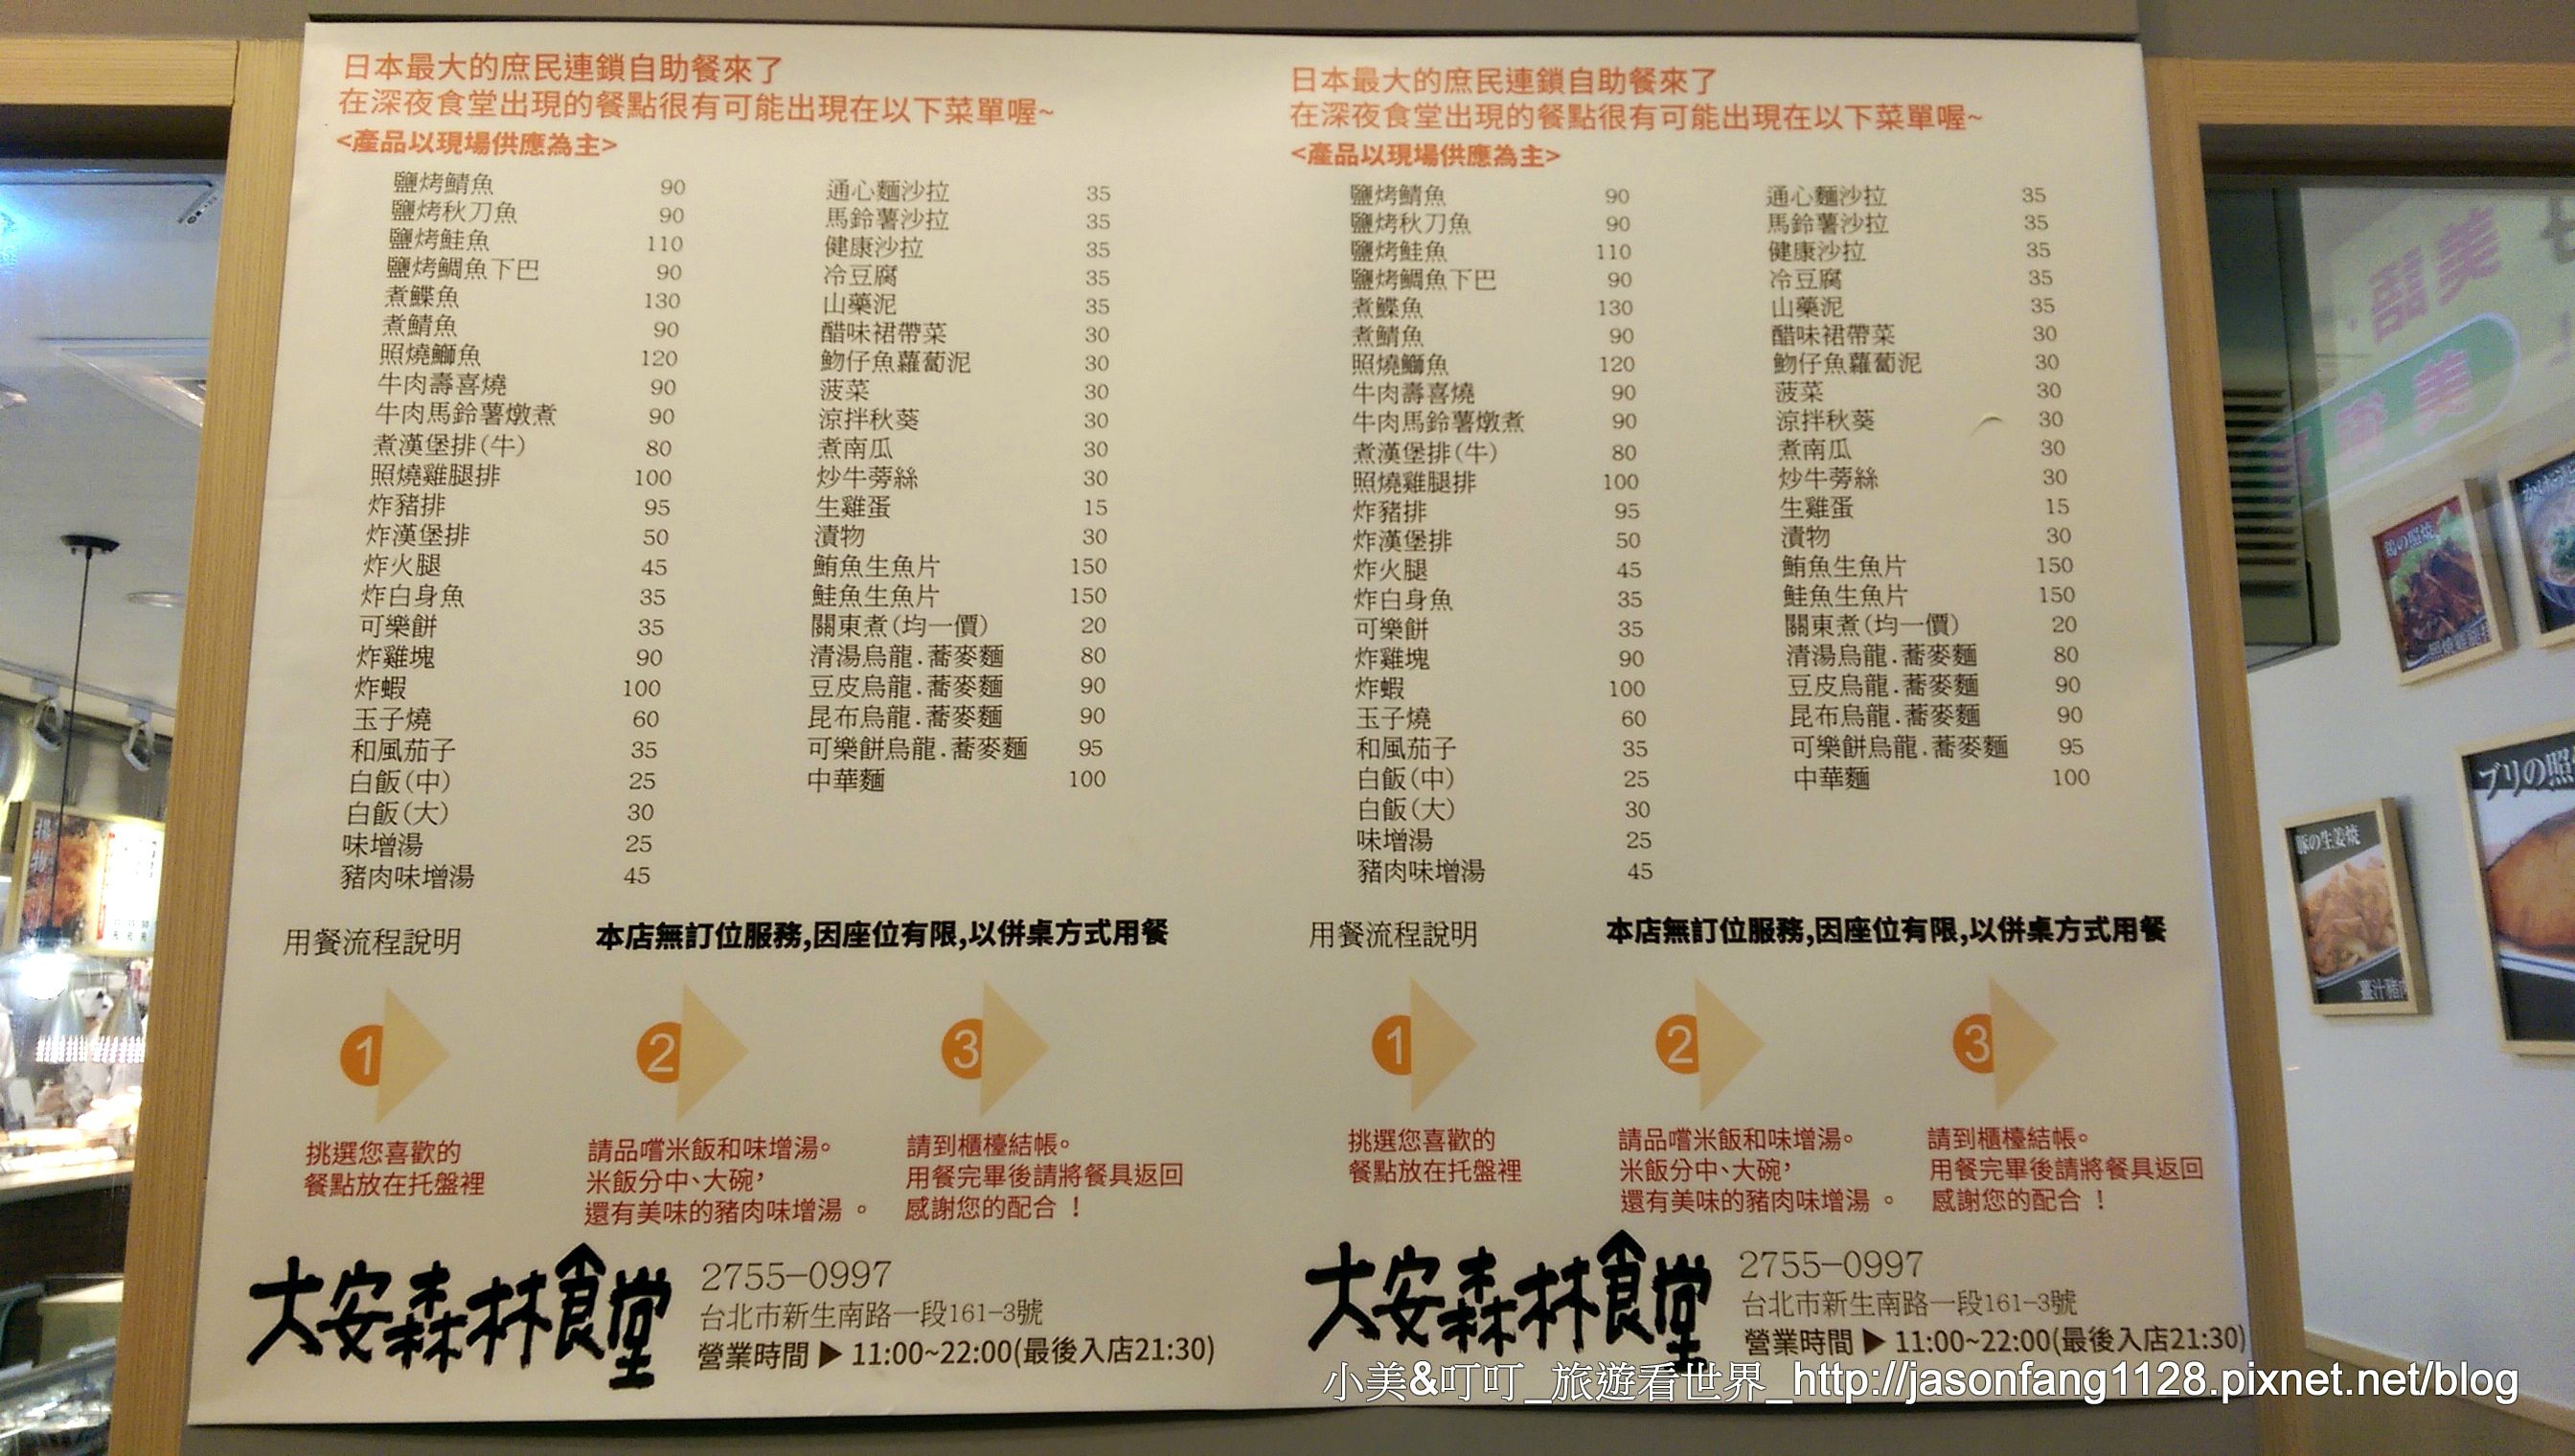 日本最大的庶民連鎖自助餐來了
在深夜食堂出現的餐點很有可能出現在以下菜單喔~
<產品以現場供應為主>
鹽烤鯖魚 90
鹽烤秋刀魚 90
鹽烤鮭魚 110
鹽烤鯛魚下巴 90
煮鰈魚 130
煮鯖魚 90
照燒鰤魚 120
牛肉壽喜燒 90
牛肉馬鈴薯燉煮 90
煮漢堡排(牛) 80
照燒雞腿排 100
炸豬排 95
炸漢堡排 50
炸火腿 45
炸白身魚 35
可樂餅 35
炸雞塊 90
炸蝦 100
玉子燒 60
和風茄子 35
白飯(中) 25
白飯(大) 30
味增湯 25
豬肉味增湯 45
通心麵沙拉 35
馬鈴薯沙拉 35
健康沙拉 35
冷豆腐 35
山藥泥 35
醋味裙帶菜 30
魩仔魚蘿蔔泥 30
菠菜 30
涼拌秋葵 30
煮南瓜 30
炒牛蒡絲 30
生雞蛋 15
漬物 30
鮪魚生魚片 150
鮭魚生魚片 150
關東煮(均一價) 20
清湯烏龍.蕎麥麵 80
豆皮烏龍.蕎麥麵 90
昆布烏龍.蕎麥麵 90
可樂餅烏龍.蕎麥麵 95
中華麵 100
用餐流程說明
本店無訂位服務,因座位有限,以併桌方式用餐
1
挑選您喜歡的
餐點放在托盤裡
2
請品嚐米飯和味增湯。
米飯分中、大碗,
還有美味的豬肉味增湯 。
3
請到櫃檯結帳。
用餐完畢後請將餐具返回
感謝您的配合 !
大安森林食堂
2755-0997
台北市新生南路一段161-3號
營業時間 ▶ 11:00~22:00(最後入店21:30)
日本最大的庶民連鎖自助餐來了
在深夜食堂出現的餐點很有可能出現在以下菜單喔~
<產品以現場供應為主>
鹽烤鯖魚 90
鹽烤秋刀魚 90
鹽烤鮭魚 110
鹽烤鯛魚下巴 90
煮鰈魚 130
煮鯖魚 90
照燒鰤魚 120
牛肉壽喜燒 90
牛肉馬鈴薯燉煮 90
煮漢堡排(牛) 80
照燒雞腿排 100
炸豬排 95
炸漢堡排 50
炸火腿 45
炸白身魚 35
可樂餅 35
炸雞塊 90
炸蝦 100
玉子燒 60
和風茄子 35
白飯(中) 25
白飯(大) 30
味增湯 25
豬肉味增湯 45
通心麵沙拉 35
馬鈴薯沙拉 35
健康沙拉 35
冷豆腐 35
山藥泥 35
醋味裙帶菜 30
魩仔魚蘿蔔泥 30
菠菜 30
涼拌秋葵 30
煮南瓜 30
炒牛蒡絲 30
生雞蛋 15
漬物 30
鮪魚生魚片 150
鮭魚生魚片 150
關東煮(均一價) 20
清湯烏龍.蕎麥麵 80
豆皮烏龍.蕎麥麵 90
昆布烏龍.蕎麥麵 90
可樂餅烏龍.蕎麥麵 95
中華麵 100
用餐流程說明
本店無訂位服務,因座位有限,以併桌方式用餐
1
挑選您喜歡的
餐點放在托盤裡
2
請品嚐米飯和味增湯。
米飯分中、大碗,
還有美味的豬肉味增湯 。
3
請到櫃檯結帳。
用餐完畢後請將餐具返回
感謝您的配合 !
大安森林食堂
2755-0997
台北市新生南路一段161-3號
營業時間 ▶ 11:00~22:00(最後入店21:30)
鶏の照焼
ブリの照
豚の生姜焼
薑汁豬肉
小美&叮叮_旅遊看世界_http://jasonfang1128.pixnet.net/blog